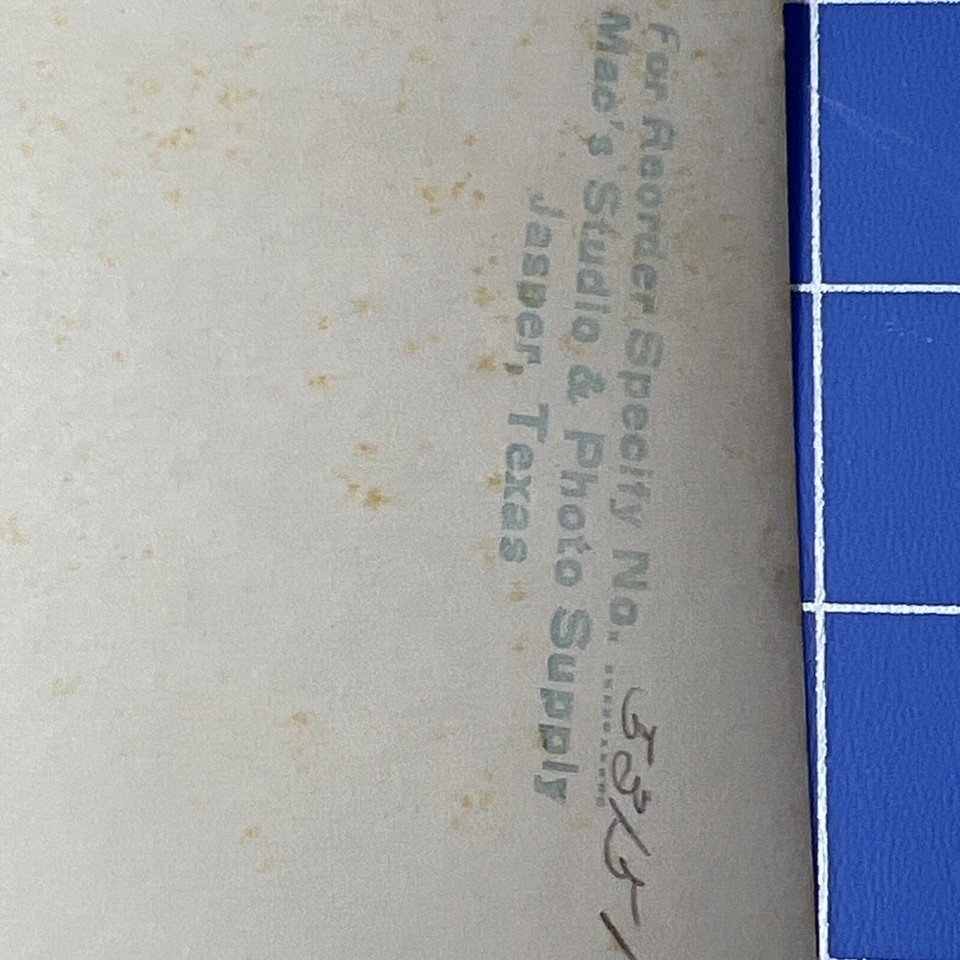 For Reorder Specify No. ............
Mac's Studio & Photo Supply
Jasper, Texas